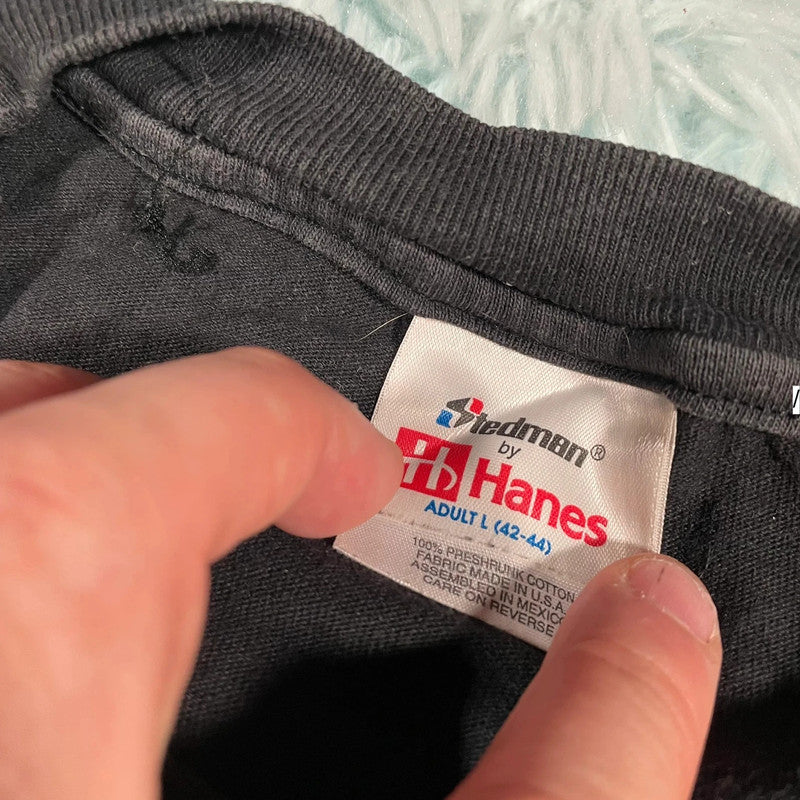 Stedman®
by
Hanes
ADULT L (42-44)
100% PRESHRUNK COTTON
FABRIC MADE IN U.S.A.
ASSEMBLED IN MEXICO
CARE ON REVERSE